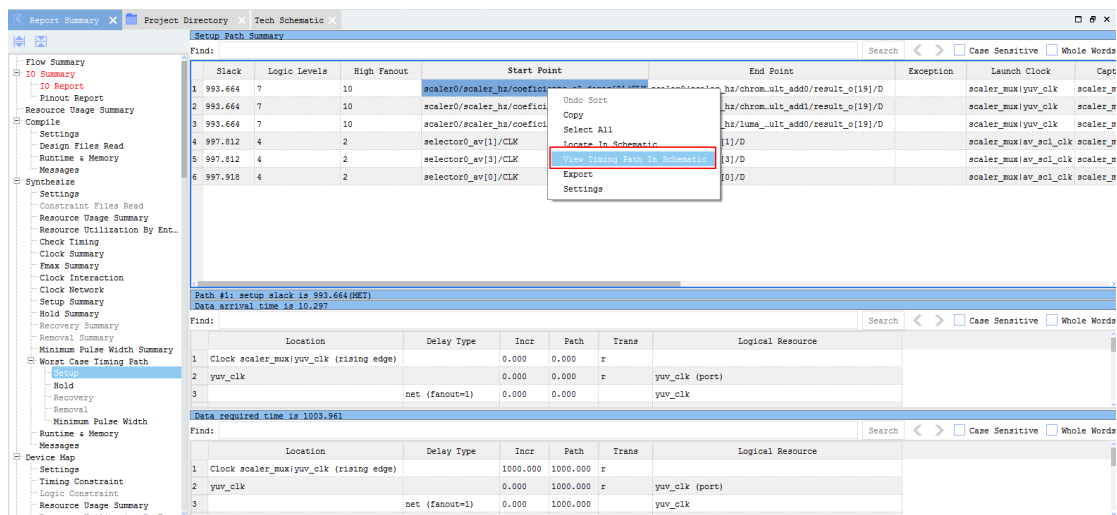 Report Summary Project Directory Tech Schematic
Flow Summary
IO Summary
IO Report
Pinout Report
Resource Usage Summary
Compile
Settings
Design Files Read
Runtime & Memory
Messages
Synthesize
Settings
Constraint Files Read
Resource Usage Summary
Resource Utilization By Ent…
Check Timing
Clock Summary
Fmax Summary
Clock Interaction
Clock Network
Setup Summary
Hold Summary
Recovery Summary
Removal Summary
Minimum Pulse Width Summary
Worst Case Timing Path
Setup
Hold
Recovery
Removal
Minimum Pulse Width
Runtime & Memory
Messages
Device Map
Settings
Timing Constraint
Logic Constraint
Resource Usage Summary
Setup Path Summary
Find: Search Case Sensitive Whole Words
Slack Logic Levels High Fanout Start Point End Point Exception Launch Clock Capt
1 993.664 7 10 hz/chrom_ult_add0/result_o[19]/D scaler_mux|yuv_clk scaler_m
2 993.664 7 10 scaler0/scaler_hz/coefici hz/chrom_ult_add0/result_o[19]/D scaler_mux|yuv_clk scaler_m
3 993.664 7 10 scaler0/scaler_hz/coefici hz/luma_…ult_add0/result_o[19]/D scaler_mux|yuv_clk scaler_m
4 997.812 4 2 selector0_av[1]/CLK [1]/D scaler_mux|av_scl_clk scaler_m
5 997.812 4 2 selector0_av[3]/CLK [3]/D scaler_mux|av_scl_clk scaler_m
6 997.918 4 2 selector0_av[0]/CLK [0]/D scaler_mux|av_scl_clk scaler_m
Undo Sort
Copy
Select All
Locate In Schematic
View Timing Path In Schematic
Export
Settings
Path #1: setup slack is 993.664(MET)
Data arrival time is 10.297
Find: Search Case Sensitive Whole Words
Location Delay Type Incr Path Trans Logical Resource
1 Clock scaler_mux|yuv_clk (rising edge) 0.000 0.000 r
2 yuv_clk 0.000 0.000 r yuv_clk (port)
3 net (fanout=1) 0.000 0.000 yuv_clk
Data required time is 1003.961
Find: Search Case Sensitive Whole Words
Location Delay Type Incr Path Trans Logical Resource
1 Clock scaler_mux|yuv_clk (rising edge) 1000.000 1000.000 r
2 yuv_clk 0.000 1000.000 r yuv_clk (port)
3 net (fanout=1) 0.000 1000.000 yuv_clk